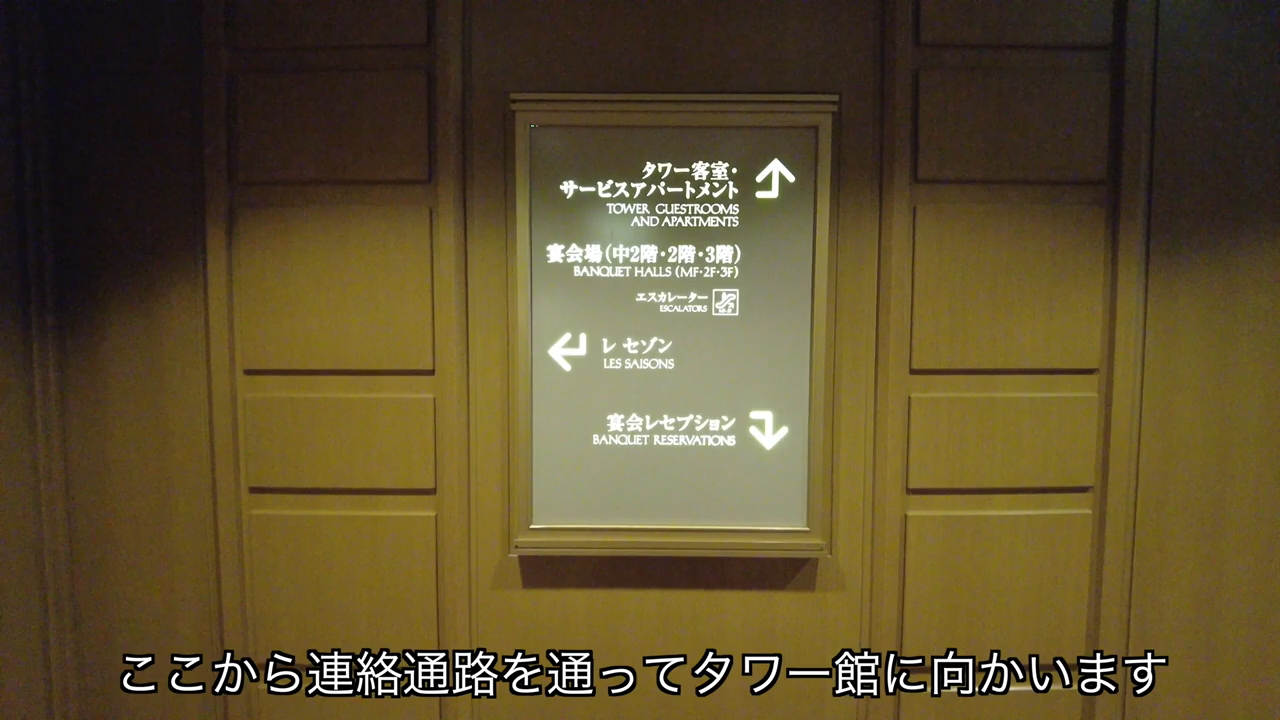 タワー客室・
サービスアパートメント
TOWER GUESTROOMS
AND APARTMENTS
宴会場(中2階・2階・3階)
BANQUET HALLS (MF・2F・3F)
エスカレーター
ESCALATORS
レ セゾン
LES SAISONS
宴会レセプション
BANQUET RESERVATIONS
ここから連絡通路を通ってタワー館に向かいます